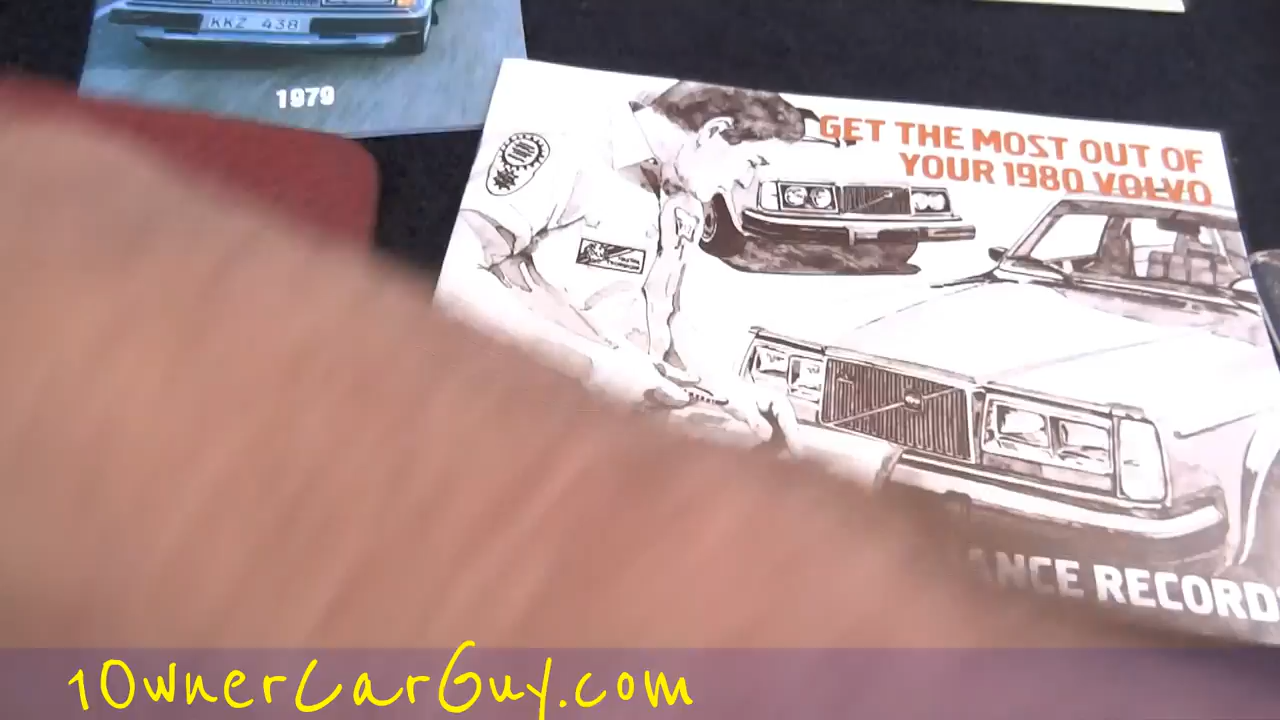 KKZ 438
1979
GET THE MOST OUT OF
YOUR 1980 VOLVO
ANCE RECORD
1OwnerCarGuy.com